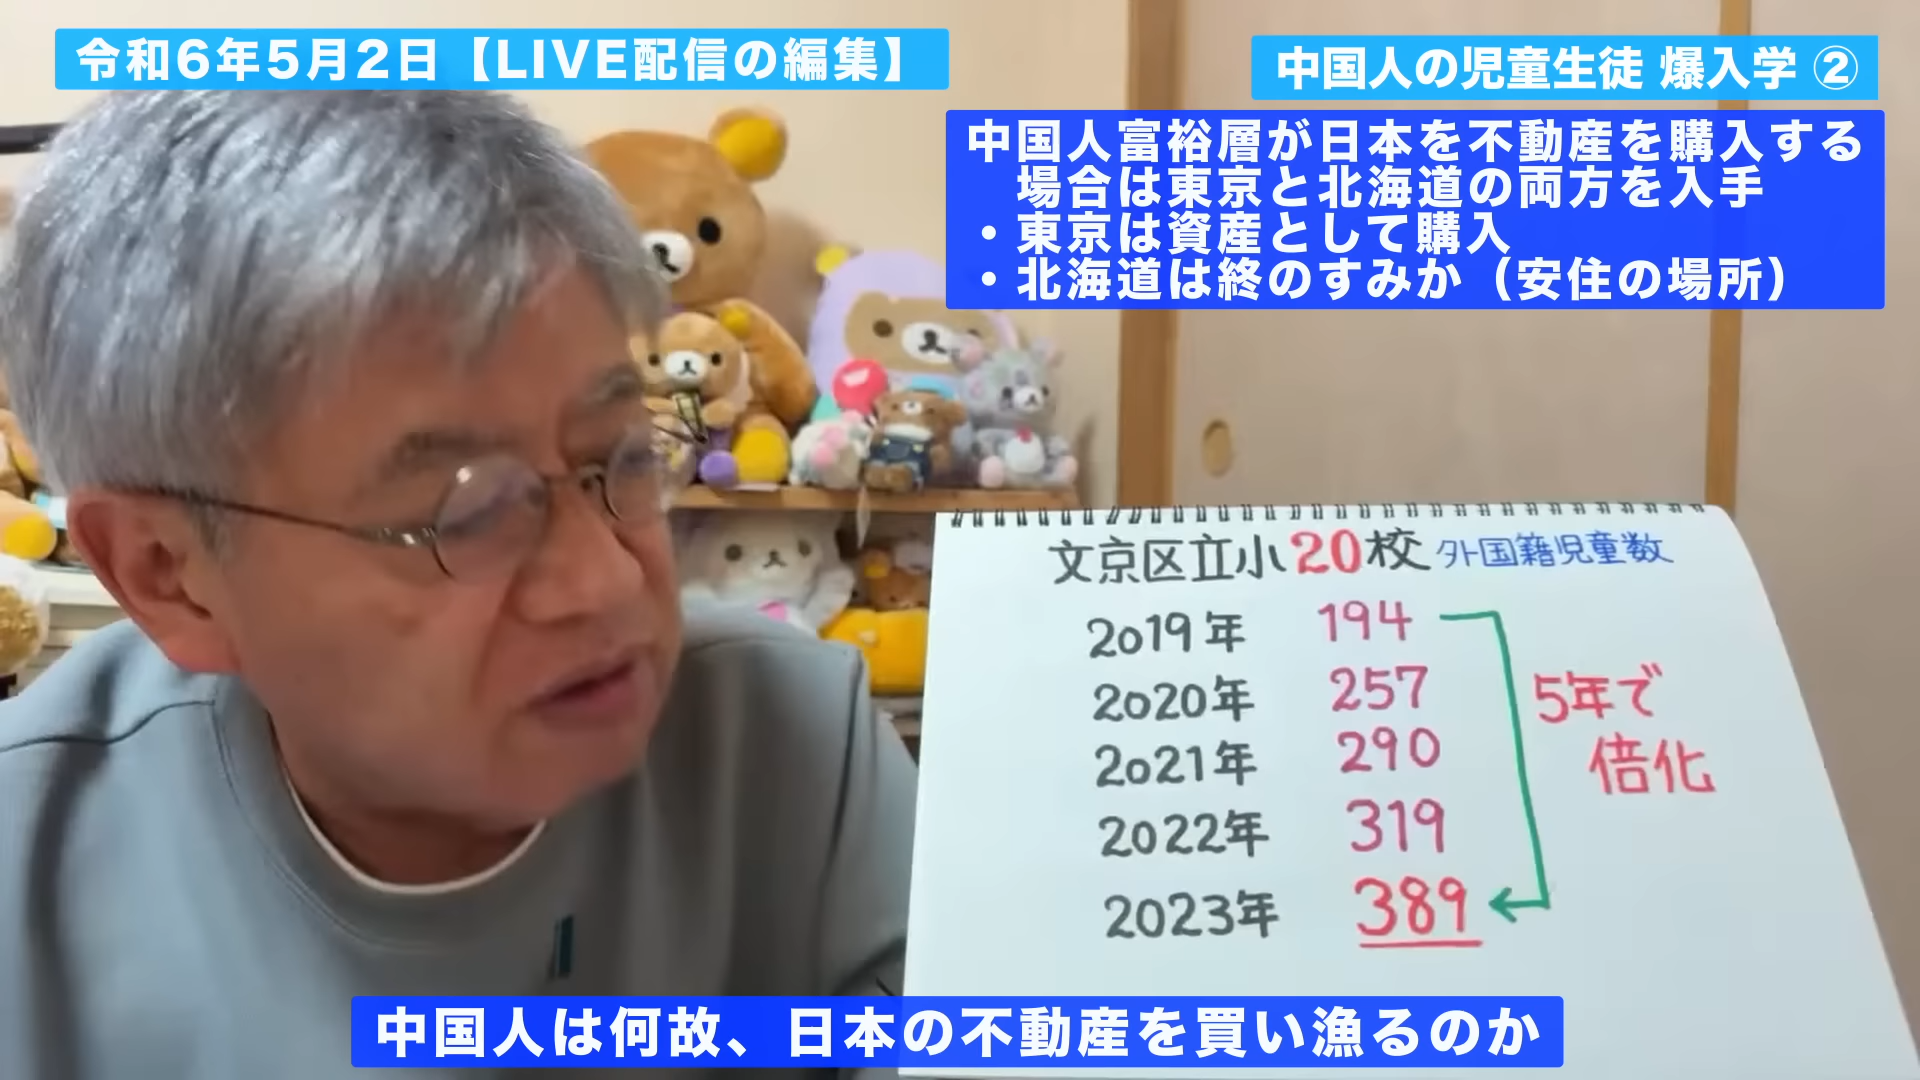 令和6年5月2日【LIVE配信の編集】
中国人の児童生徒 爆入学 ②
中国人富裕層が日本を不動産を購入する
場合は東京と北海道の両方を入手
・東京は資産として購入
・北海道は終のすみか（安住の場所）
文京区立小20校 外国籍児童数
2019年 194
2020年 257
2021年 290
2022年 319
2023年 389
5年で
倍化
中国人は何故、日本の不動産を買い漁るのか